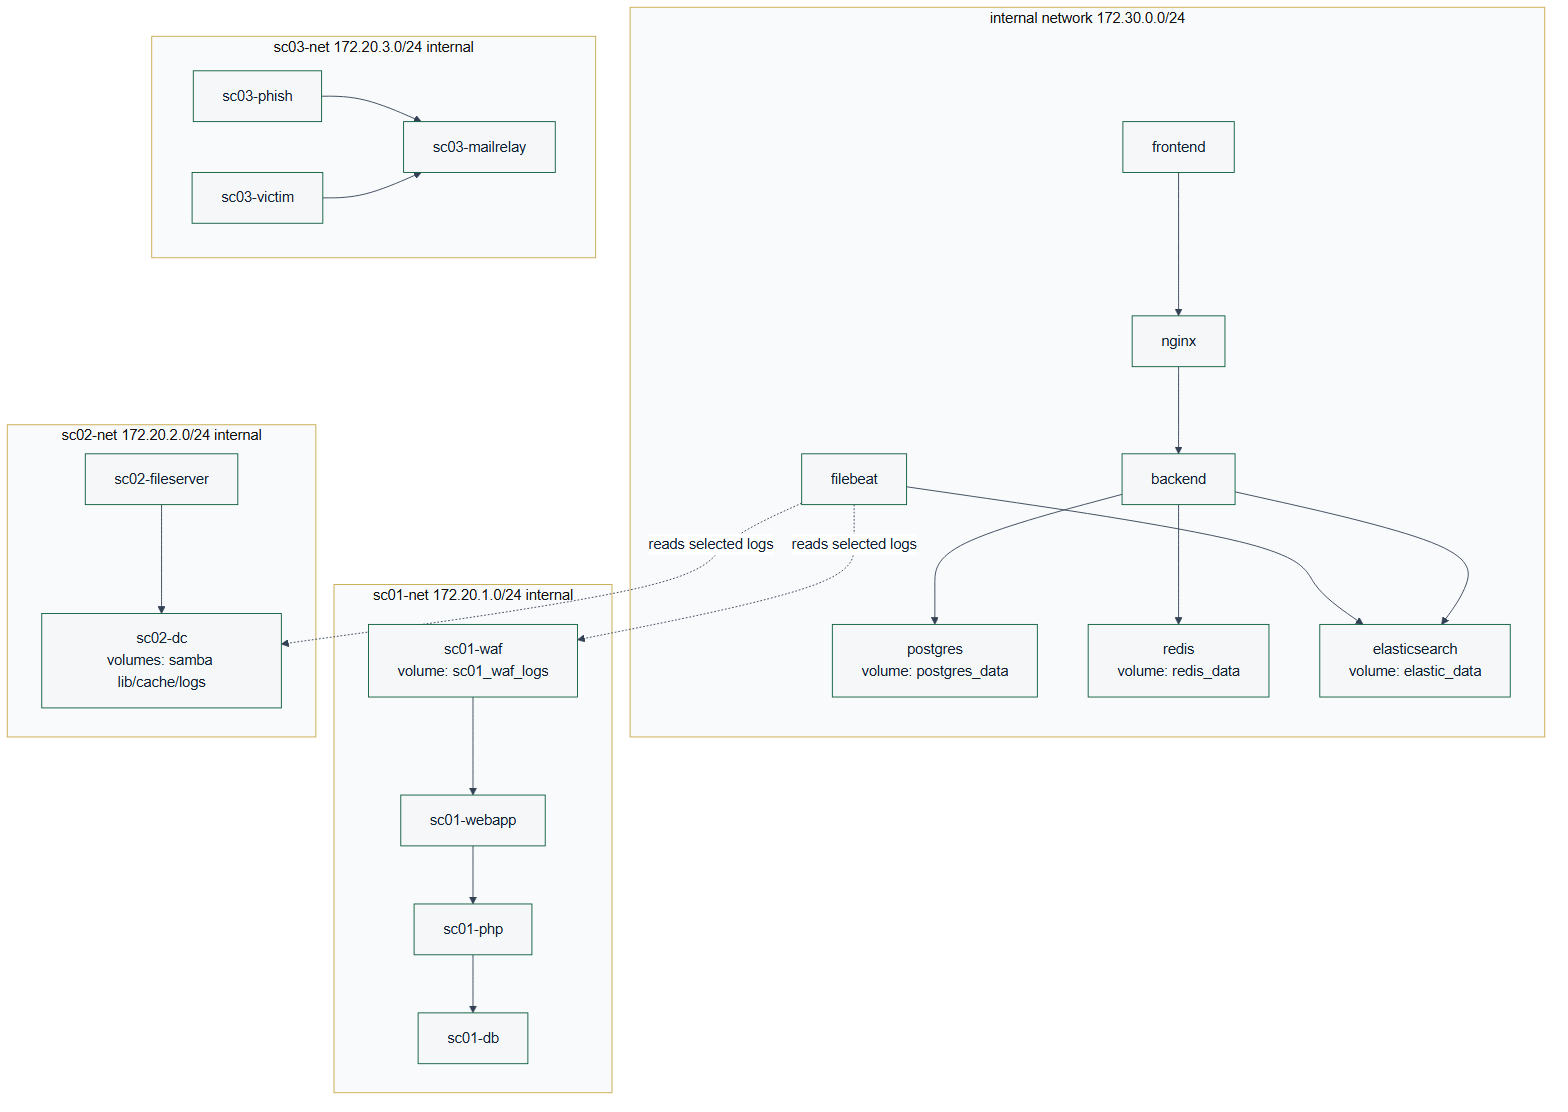 internal network 172.30.0.0/24
sc03-net 172.20.3.0/24 internal
sc03-phish
sc03-mailrelay
sc03-victim
frontend
nginx
sc02-net 172.20.2.0/24 internal
sc02-fileserver
filebeat
backend
reads selected logs
reads selected logs
sc01-net 172.20.1.0/24 internal
sc02-dc
volumes: samba
lib/cache/logs
sc01-waf
volume: sc01_waf_logs
postgres
volume: postgres_data
redis
volume: redis_data
elasticsearch
volume: elastic_data
sc01-webapp
sc01-php
sc01-db